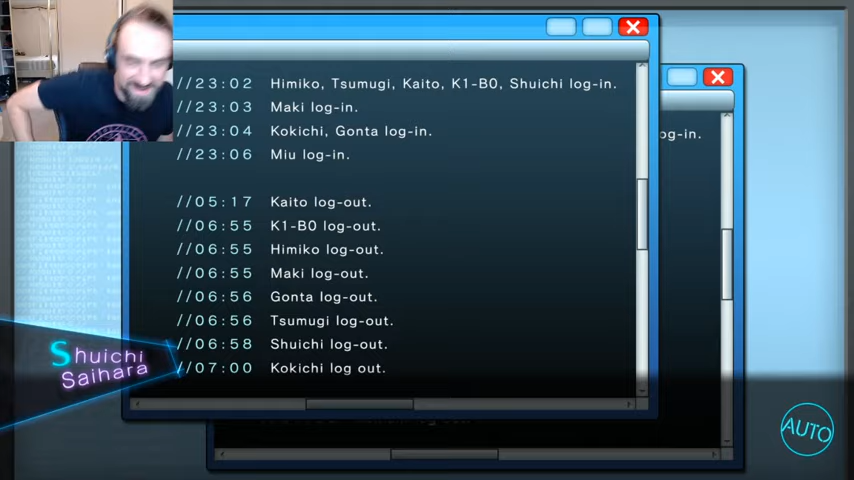 //23:02 Himiko, Tsumugi, Kaito, K1-B0, Shuichi log-in.
//23:03 Maki log-in.
//23:04 Kokichi, Gonta log-in.
og-in.
//23:06 Miu log-in.
//05:17 Kaito log-out.
//06:55 K1-B0 log-out.
//06:55 Himiko log-out.
//06:55 Maki log-out.
//06:56 Gonta log-out.
//06:56 Tsumugi log-out.
//06:58 Shuichi log-out.
//07:00 Kokichi log out.
Shuichi
Saihara
AUTO